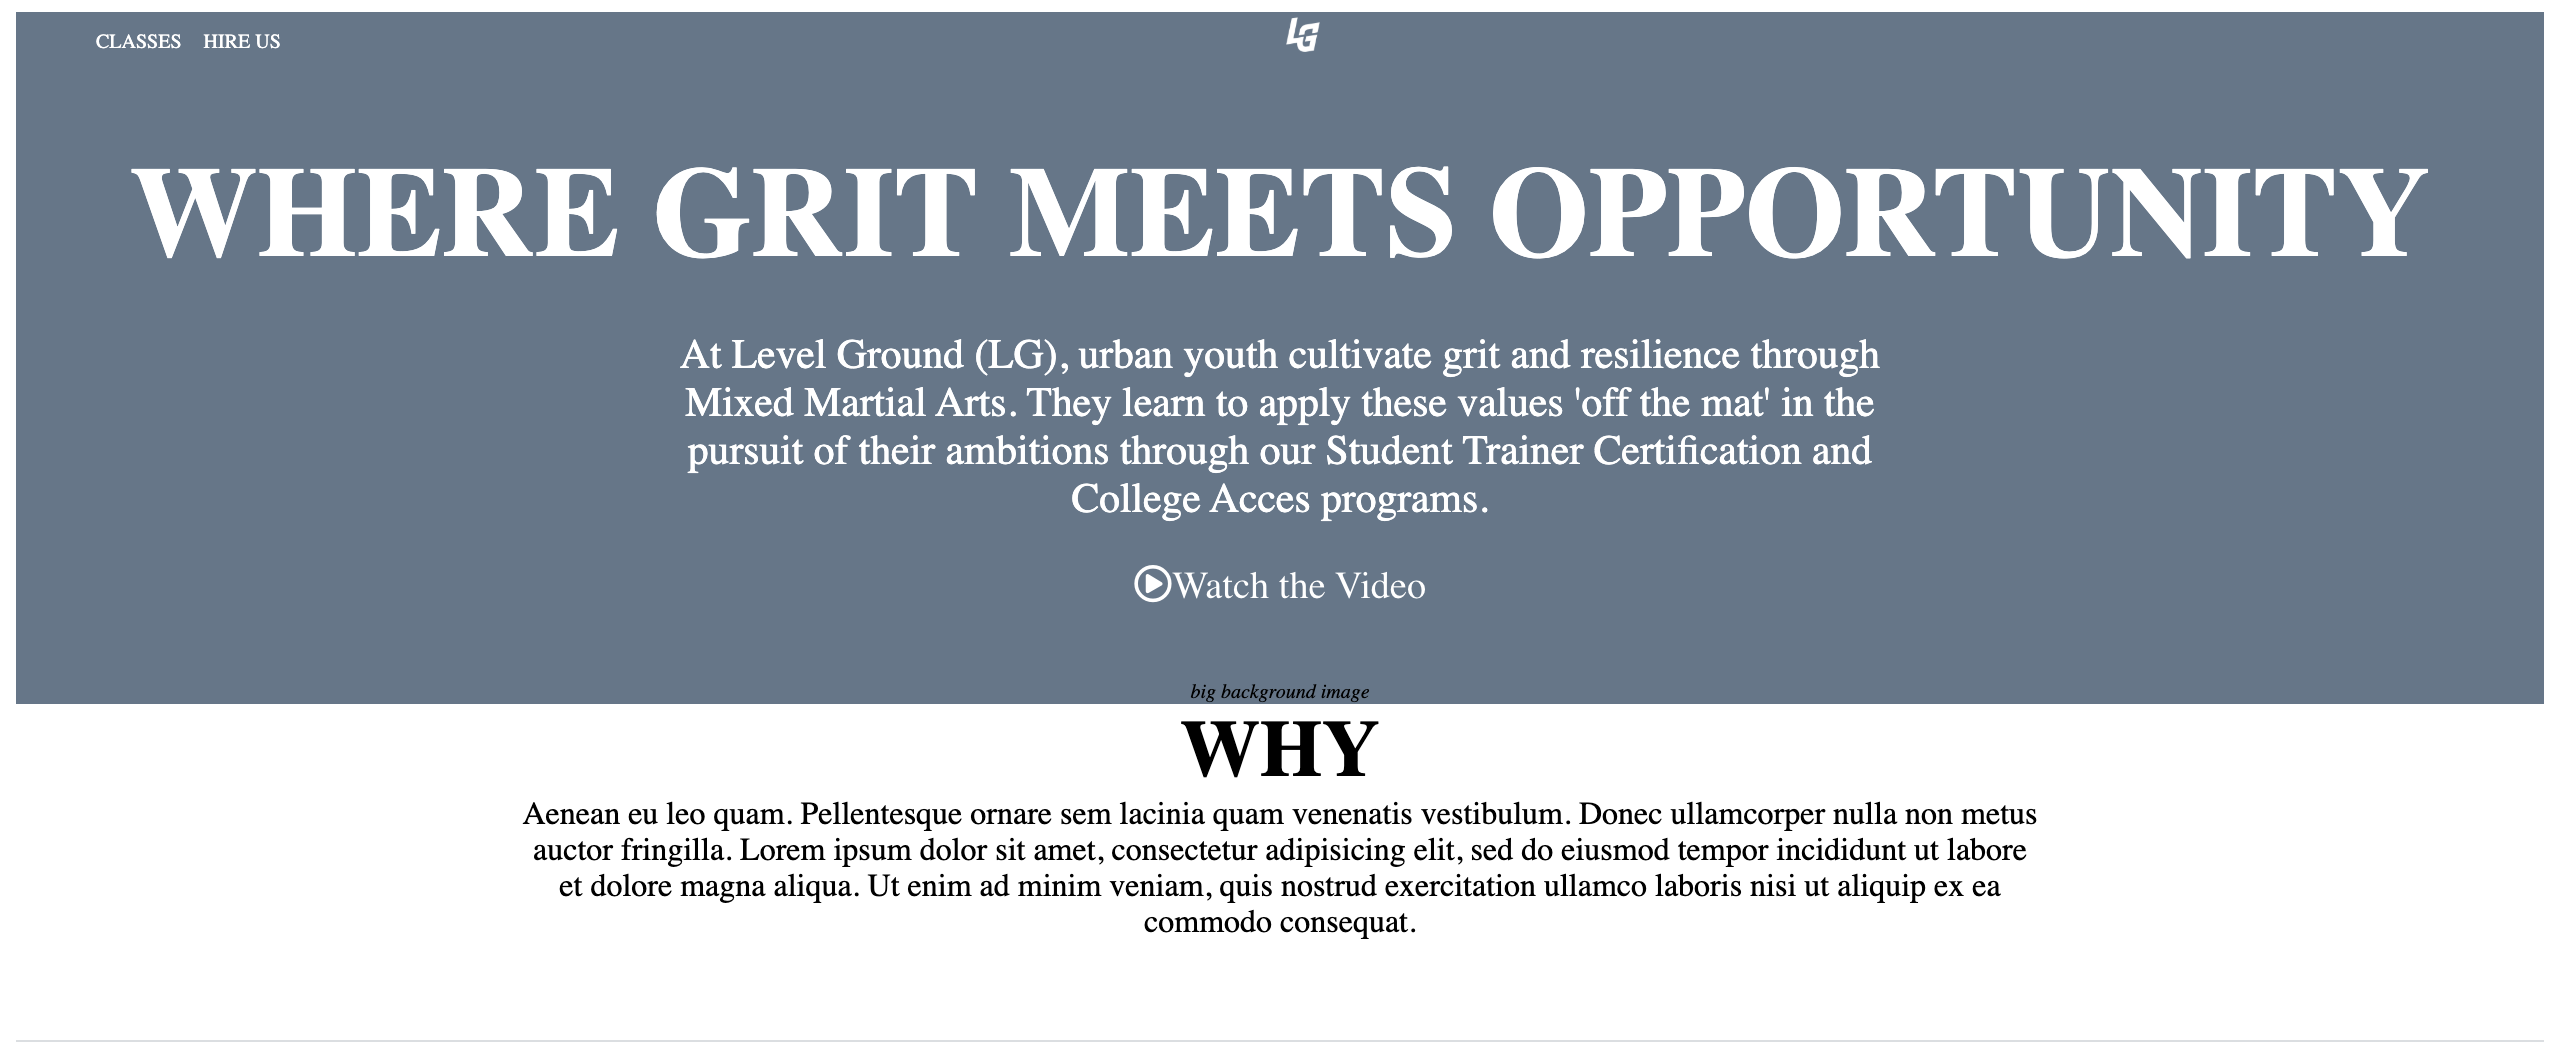 CLASSES HIRE US LG
WHERE GRIT MEETS OPPORTUNITY
At Level Ground (LG), urban youth cultivate grit and resilience through
Mixed Martial Arts. They learn to apply these values 'off the mat' in the
pursuit of their ambitions through our Student Trainer Certification and
College Acces programs.
Watch the Video
big background image
WHY
Aenean eu leo quam. Pellentesque ornare sem lacinia quam venenatis vestibulum. Donec ullamcorper nulla non metus
auctor fringilla. Lorem ipsum dolor sit amet, consectetur adipisicing elit, sed do eiusmod tempor incididunt ut labore
et dolore magna aliqua. Ut enim ad minim veniam, quis nostrud exercitation ullamco laboris nisi ut aliquip ex ea
commodo consequat.